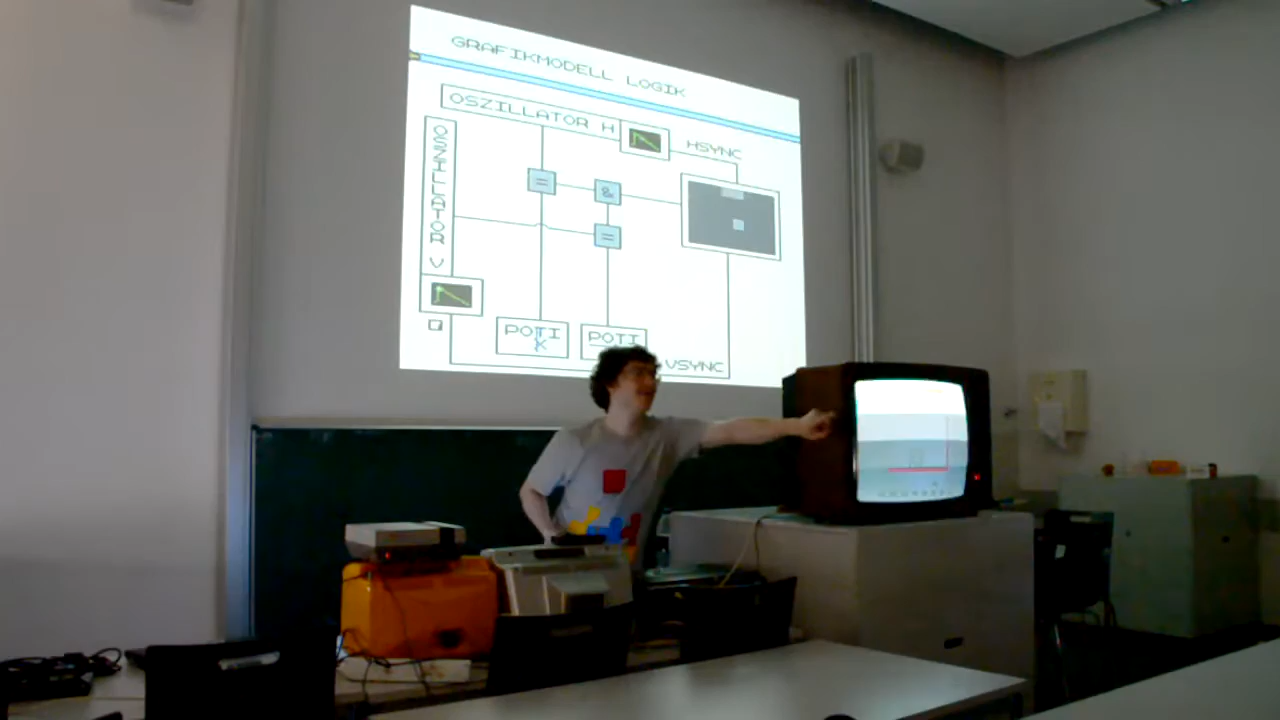 GRAFIKMODELL LOGIK
OSZILLATOR H
HSYNC
OSZILLATOR V
=
&
=
POTI
X
POTI
VSYNC